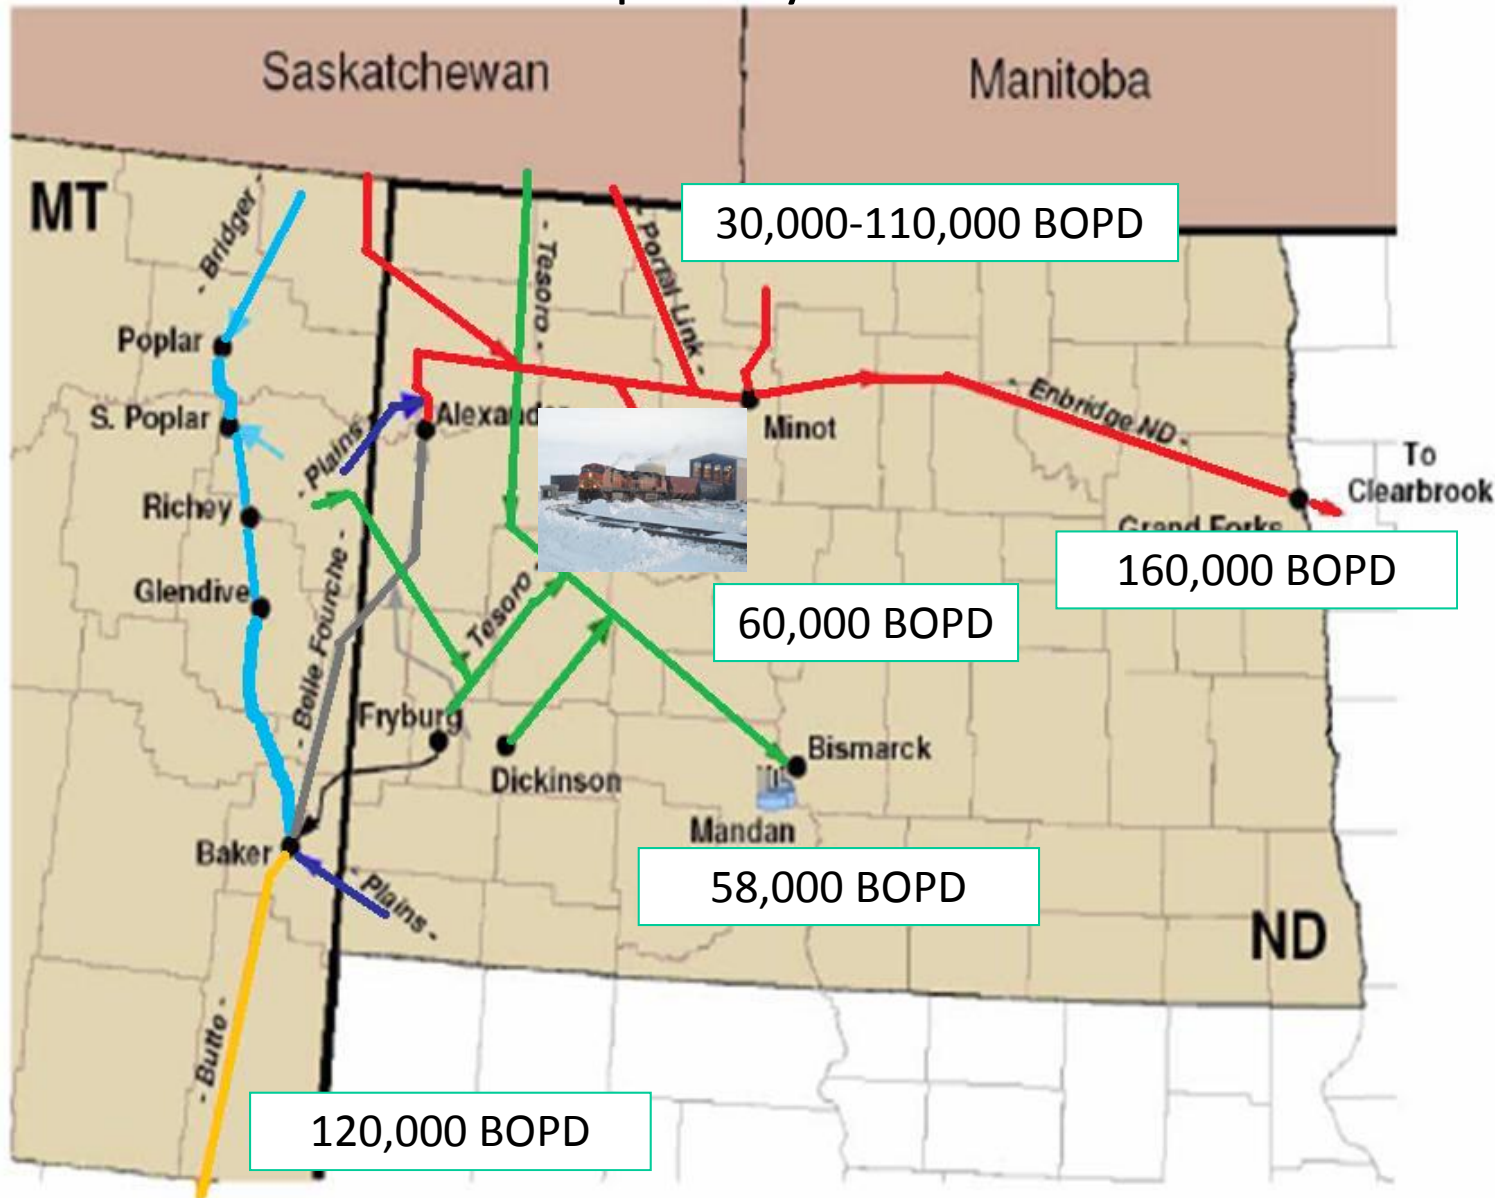 Saskatchewan
Manitoba
MT
- Bridger -
- Tesoro -
- Portal Link -
30,000-110,000 BOPD
Poplar
S. Poplar
- Plains -
Minot
- Enbridge ND -
To
Clearbrook
Richey
Grand Forks
160,000 BOPD
Glendive
- Belle Fourche -
- Tesoro -
60,000 BOPD
Fryburg
Dickinson
Bismarck
Mandan
Baker
- Plains -
58,000 BOPD
ND
- Butte -
120,000 BOPD